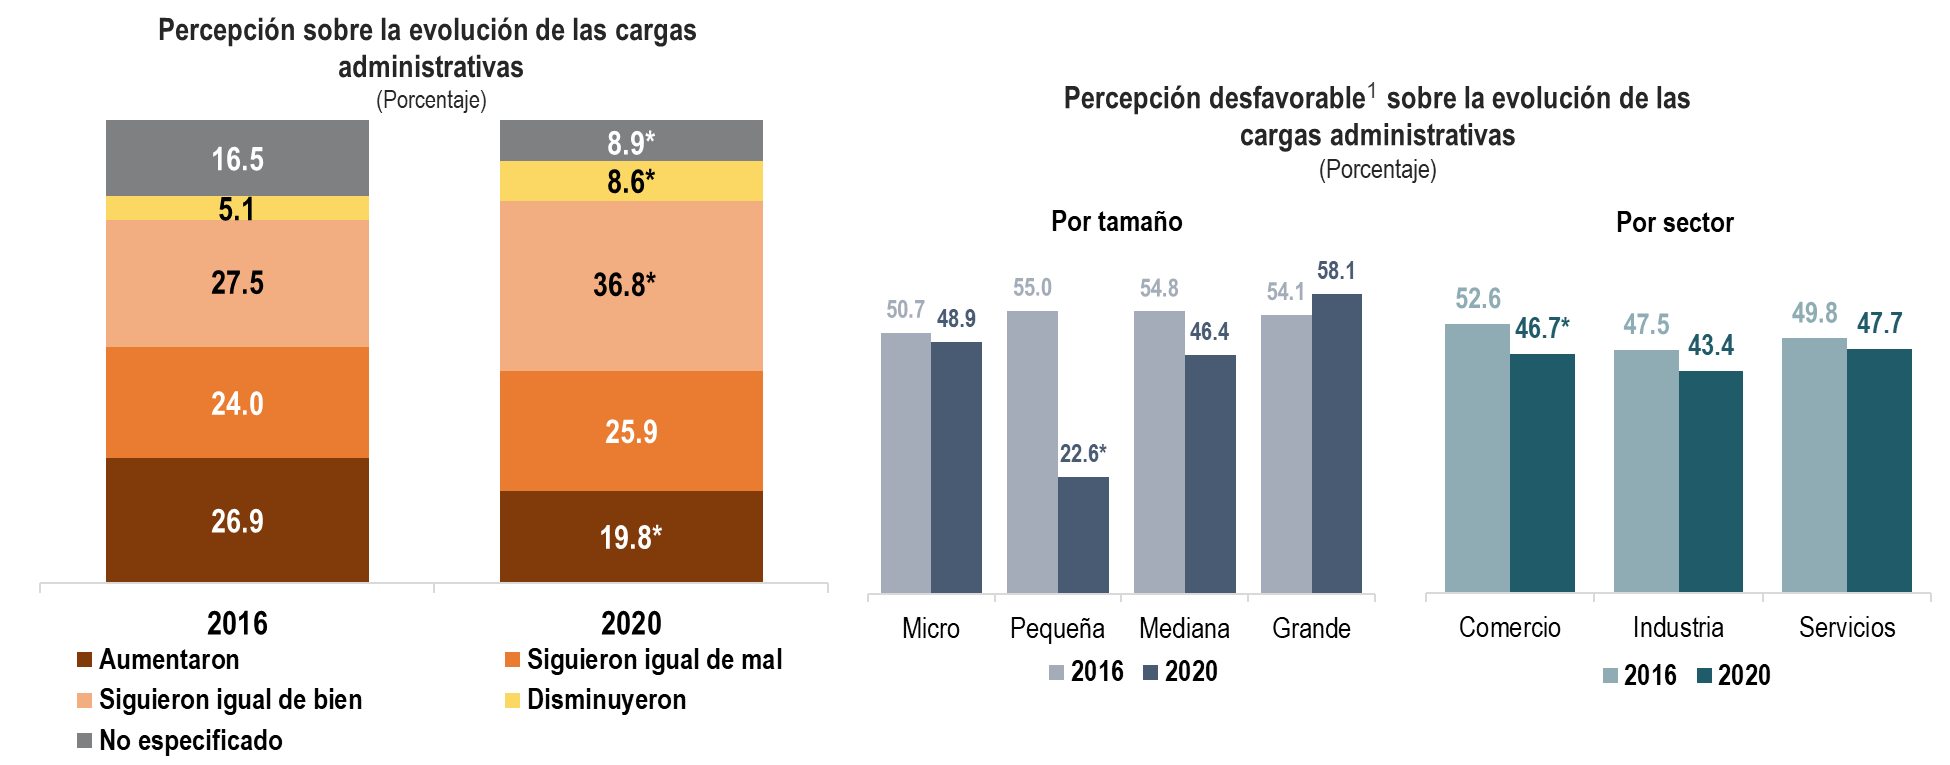 Percepción sobre la evolución de las cargas
administrativas
(Porcentaje)
16.5
5.1
27.5
24.0
26.9
8.9*
8.6*
36.8*
25.9
19.8*
2016
2020
Aumentaron
Siguieron igual de mal
Siguieron igual de bien
Disminuyeron
No especificado
Percepción desfavorable¹ sobre la evolución de las
cargas administrativas
(Porcentaje)
Por tamaño
50.7
48.9
55.0
22.6*
54.8
46.4
54.1
58.1
Micro
Pequeña
Mediana
Grande
2016
2020
Por sector
52.6
46.7*
47.5
43.4
49.8
47.7
Comercio
Industria
Servicios
2016
2020